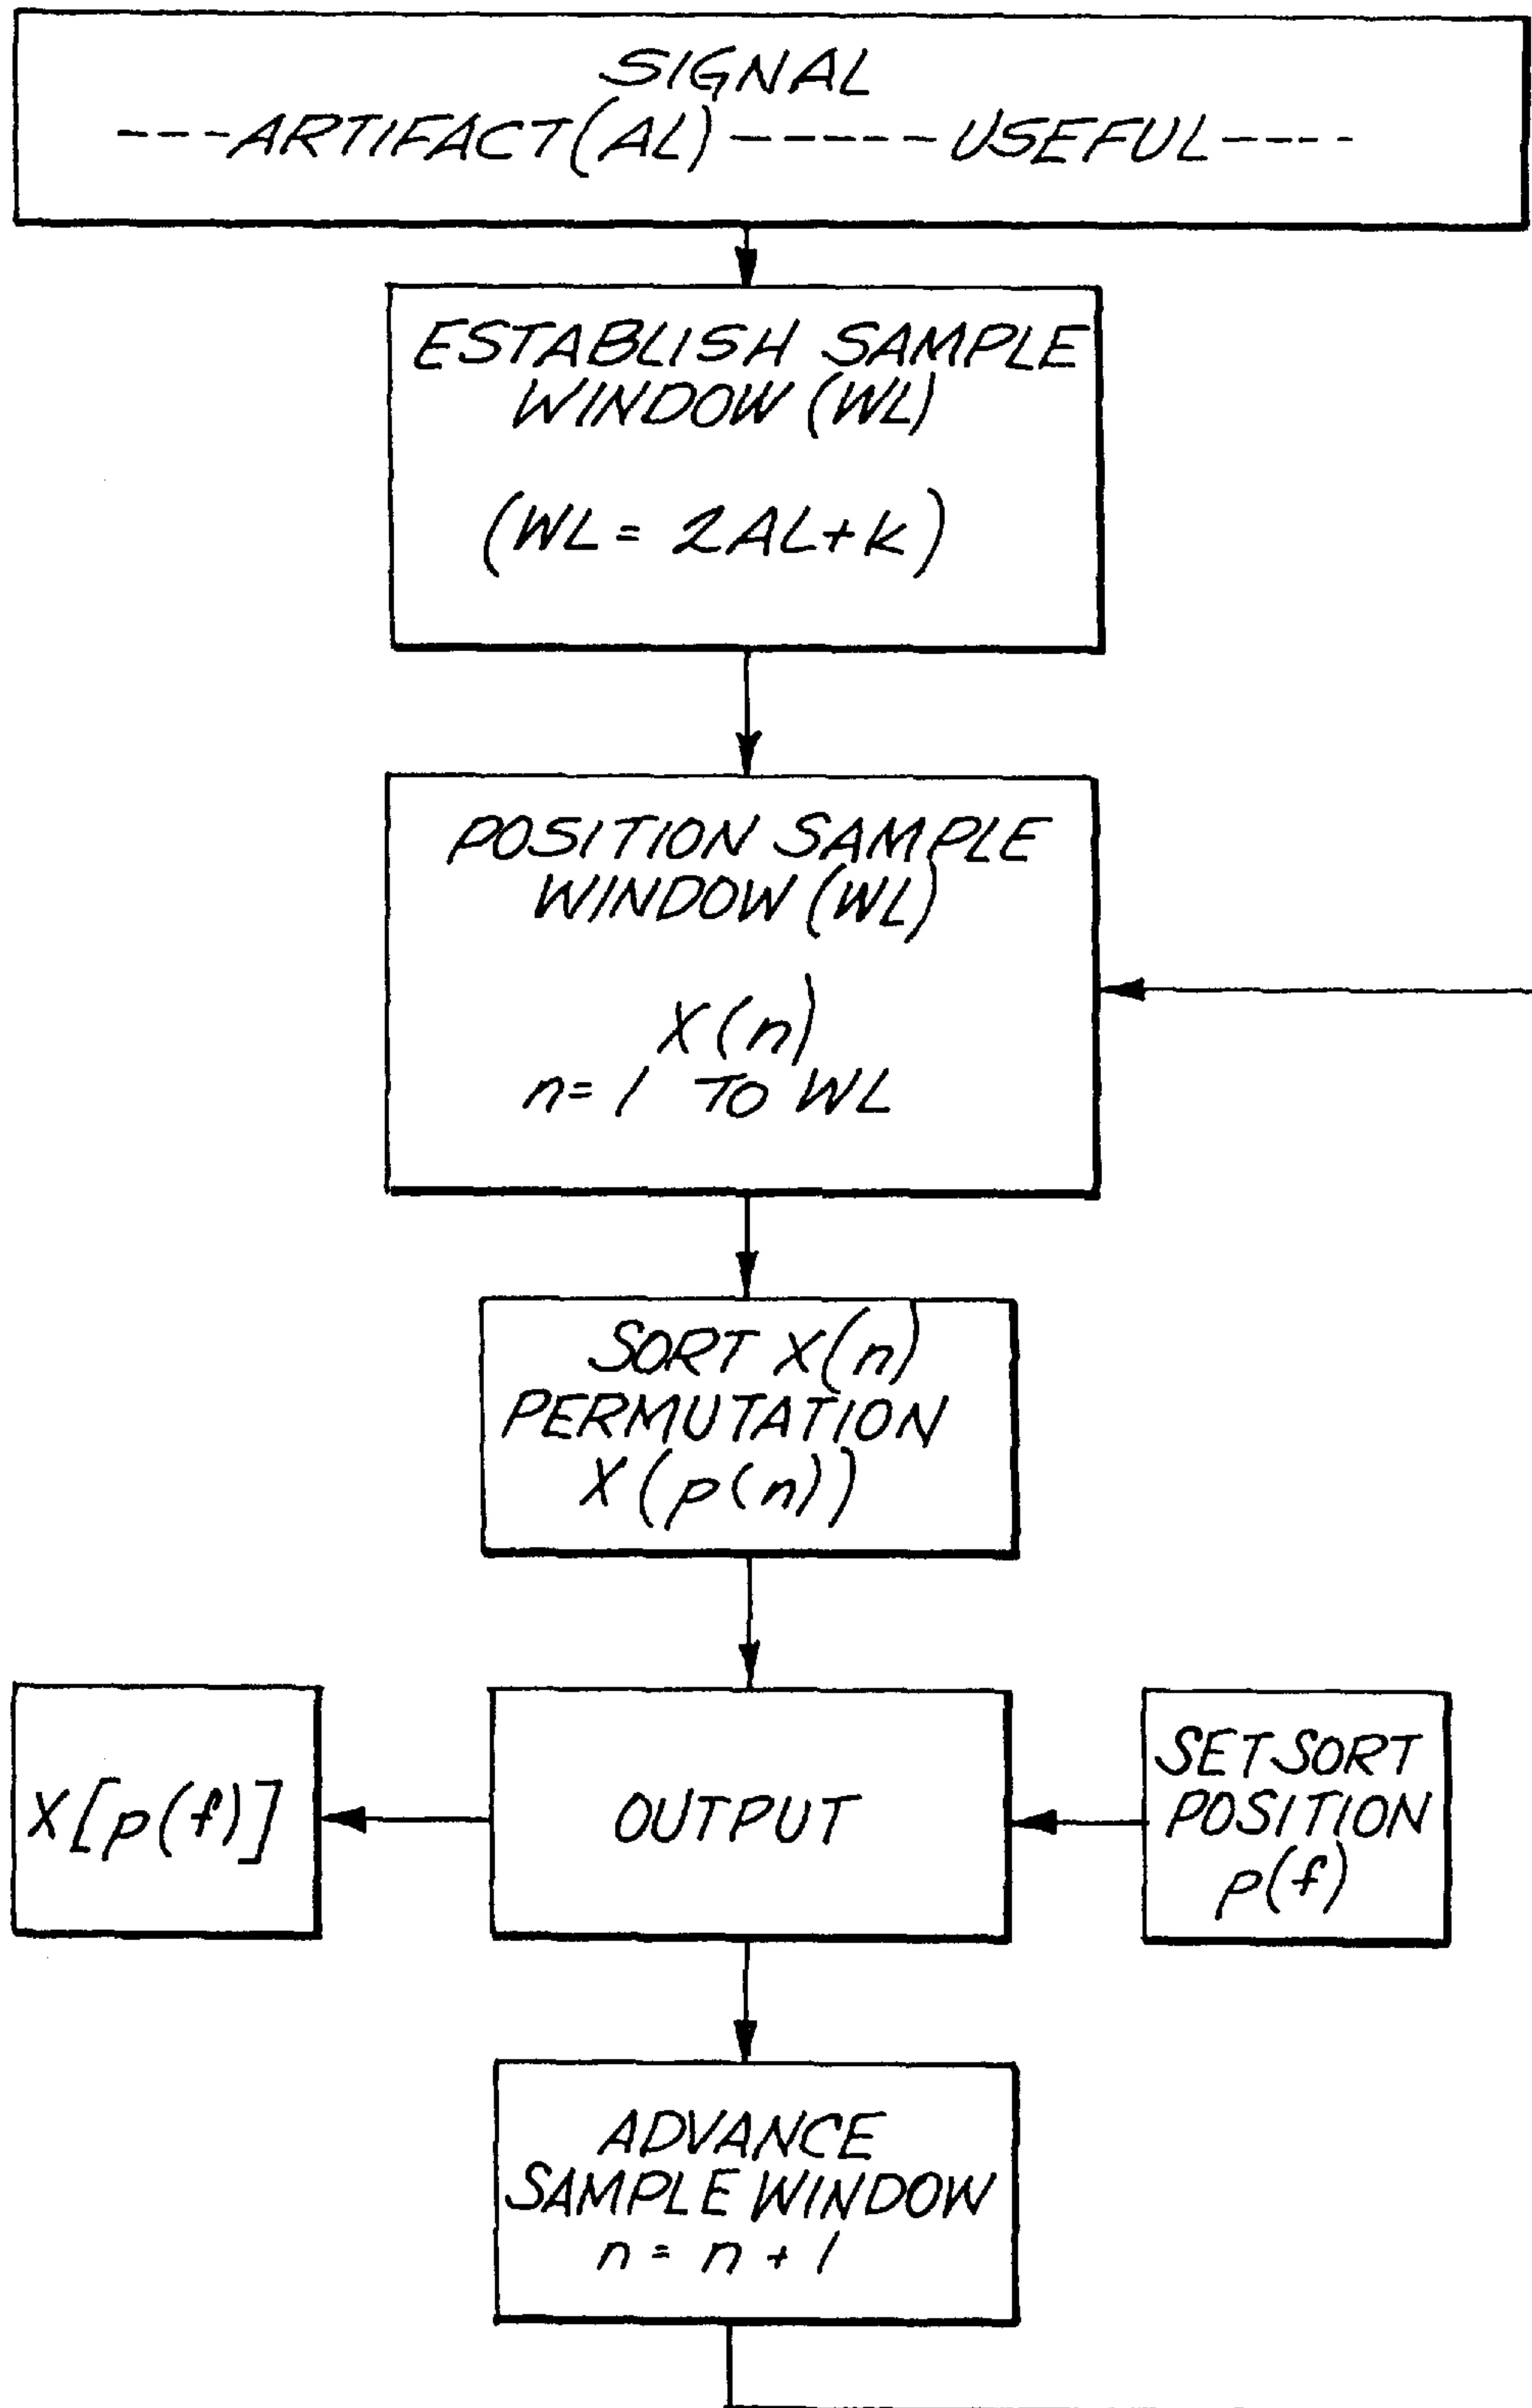 SIGNAL
---ARTIFACT(AL)------USEFUL----
ESTABLISH SAMPLE
WINDOW (WL)
(WL = 2AL+k)
POSITION SAMPLE
WINDOW (WL)
X(n)
n=1 TO WL
SORT X(n)
PERMUTATION
X(p(n))
X[p(f)]
OUTPUT
SET SORT
POSITION
p(f)
ADVANCE
SAMPLE WINDOW
n = n + 1